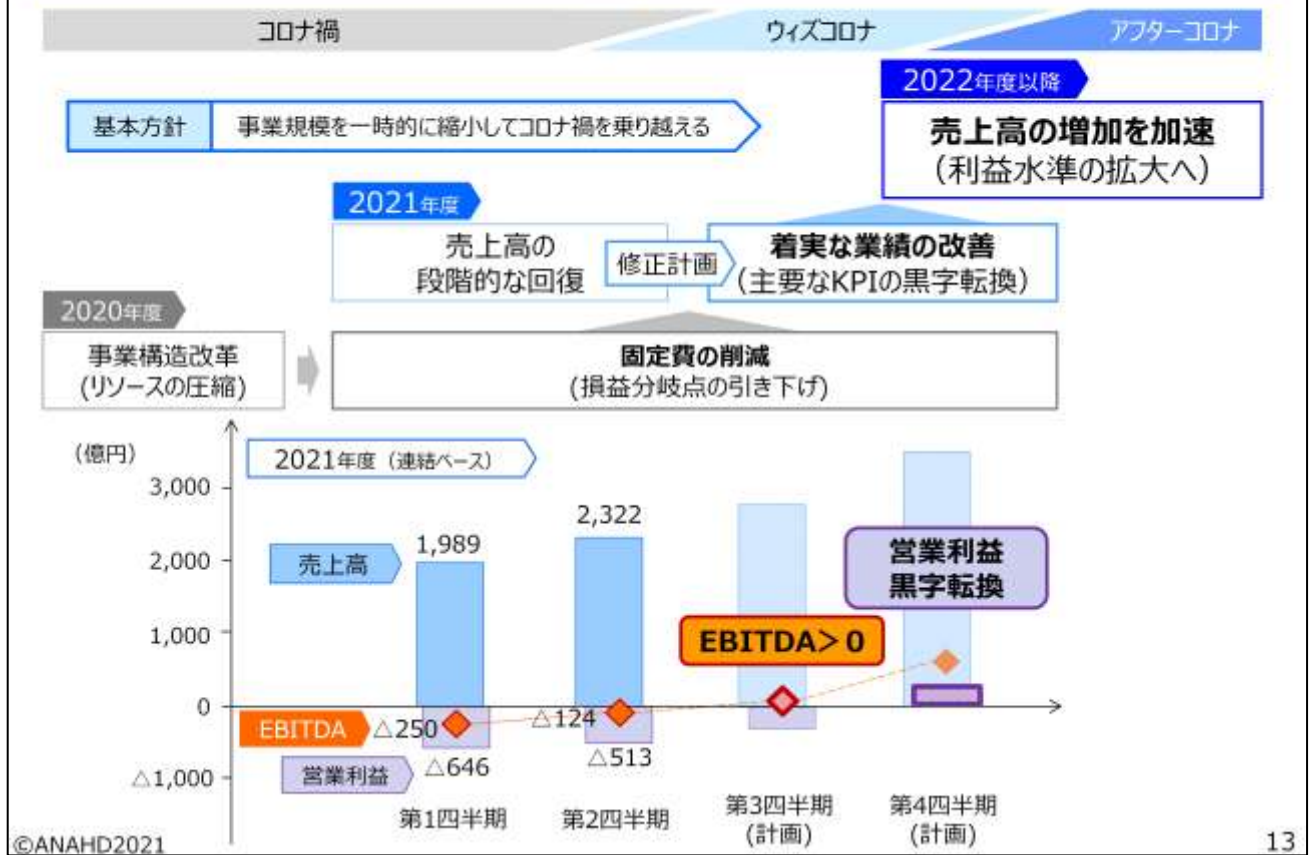 コロナ禍
ウィズコロナ
アフターコロナ
2022年度以降
基本方針
事業規模を一時的に縮小してコロナ禍を乗り越える
売上高の増加を加速
（利益水準の拡大へ）
2021年度
売上高の
段階的な回復
修正計画
着実な業績の改善
（主要なKPIの黒字転換）
2020年度
事業構造改革
(リソースの圧縮)
固定費の削減
(損益分岐点の引き下げ)
（億円）
2021年度（連結ベース）
3,000
2,000
1,000
0
△1,000
売上高
1,989
2,322
営業利益
黒字転換
EBITDA＞0
EBITDA
△250
△124
営業利益
△646
△513
第1四半期
第2四半期
第3四半期
(計画)
第4四半期
(計画)
©ANAHD2021
13